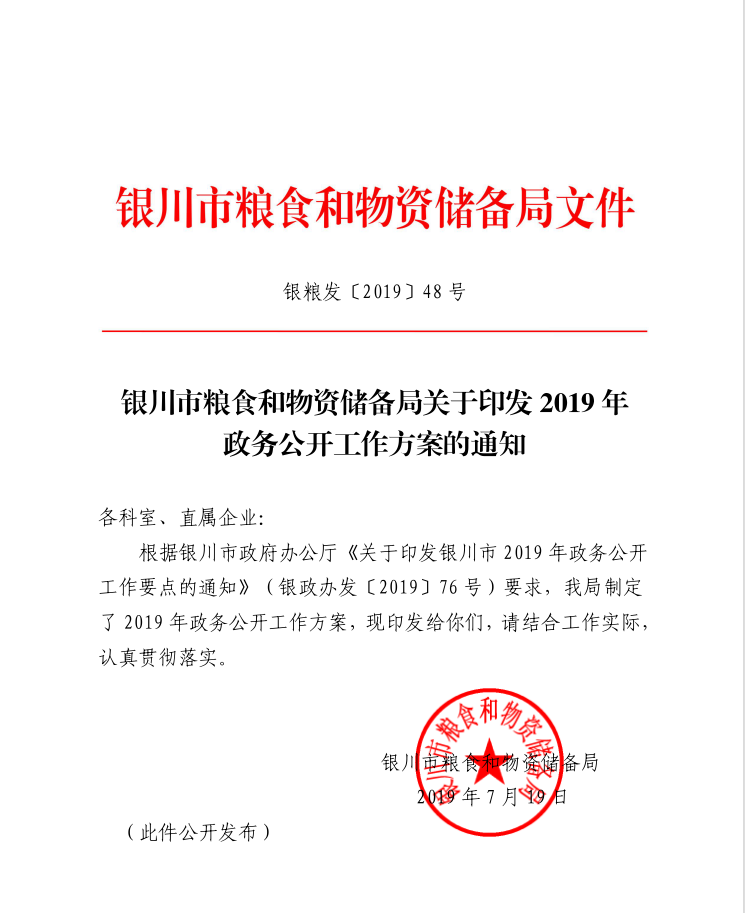 银川市粮食和物资储备局文件
银粮发〔2019〕48 号
银川市粮食和物资储备局关于印发 2019 年
政务公开工作方案的通知
各科室、直属企业：
根据银川市政府办公厅《关于印发银川市 2019 年政务公开
工作要点的通知》（银政办发〔2019〕76 号）要求，我局制定
了 2019 年政务公开工作方案，现印发给你们，请结合工作实际，
认真贯彻落实。
银川市粮食和物资储备局
银川市粮食和物资储备局
2019 年 7 月 19 日
（此件公开发布）